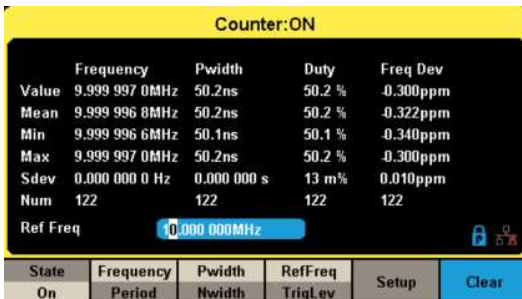 Counter:ON
Frequency Pwidth Duty Freq Dev
Value 9.999 997 0MHz 50.2ns 50.2 % -0.300ppm
Mean 9.999 996 8MHz 50.2ns 50.2 % -0.322ppm
Min 9.999 996 6MHz 50.1ns 50.1 % -0.340ppm
Max 9.999 997 0MHz 50.2ns 50.2 % -0.300ppm
Sdev 0.000 000 0 Hz 0.000 000 s 13 m% 0.010ppm
Num 122 122 122 122
Ref Freq 10.000 000MHz
State Frequency Pwidth RefFreq Setup Clear
On Period Nwidth TrigLev